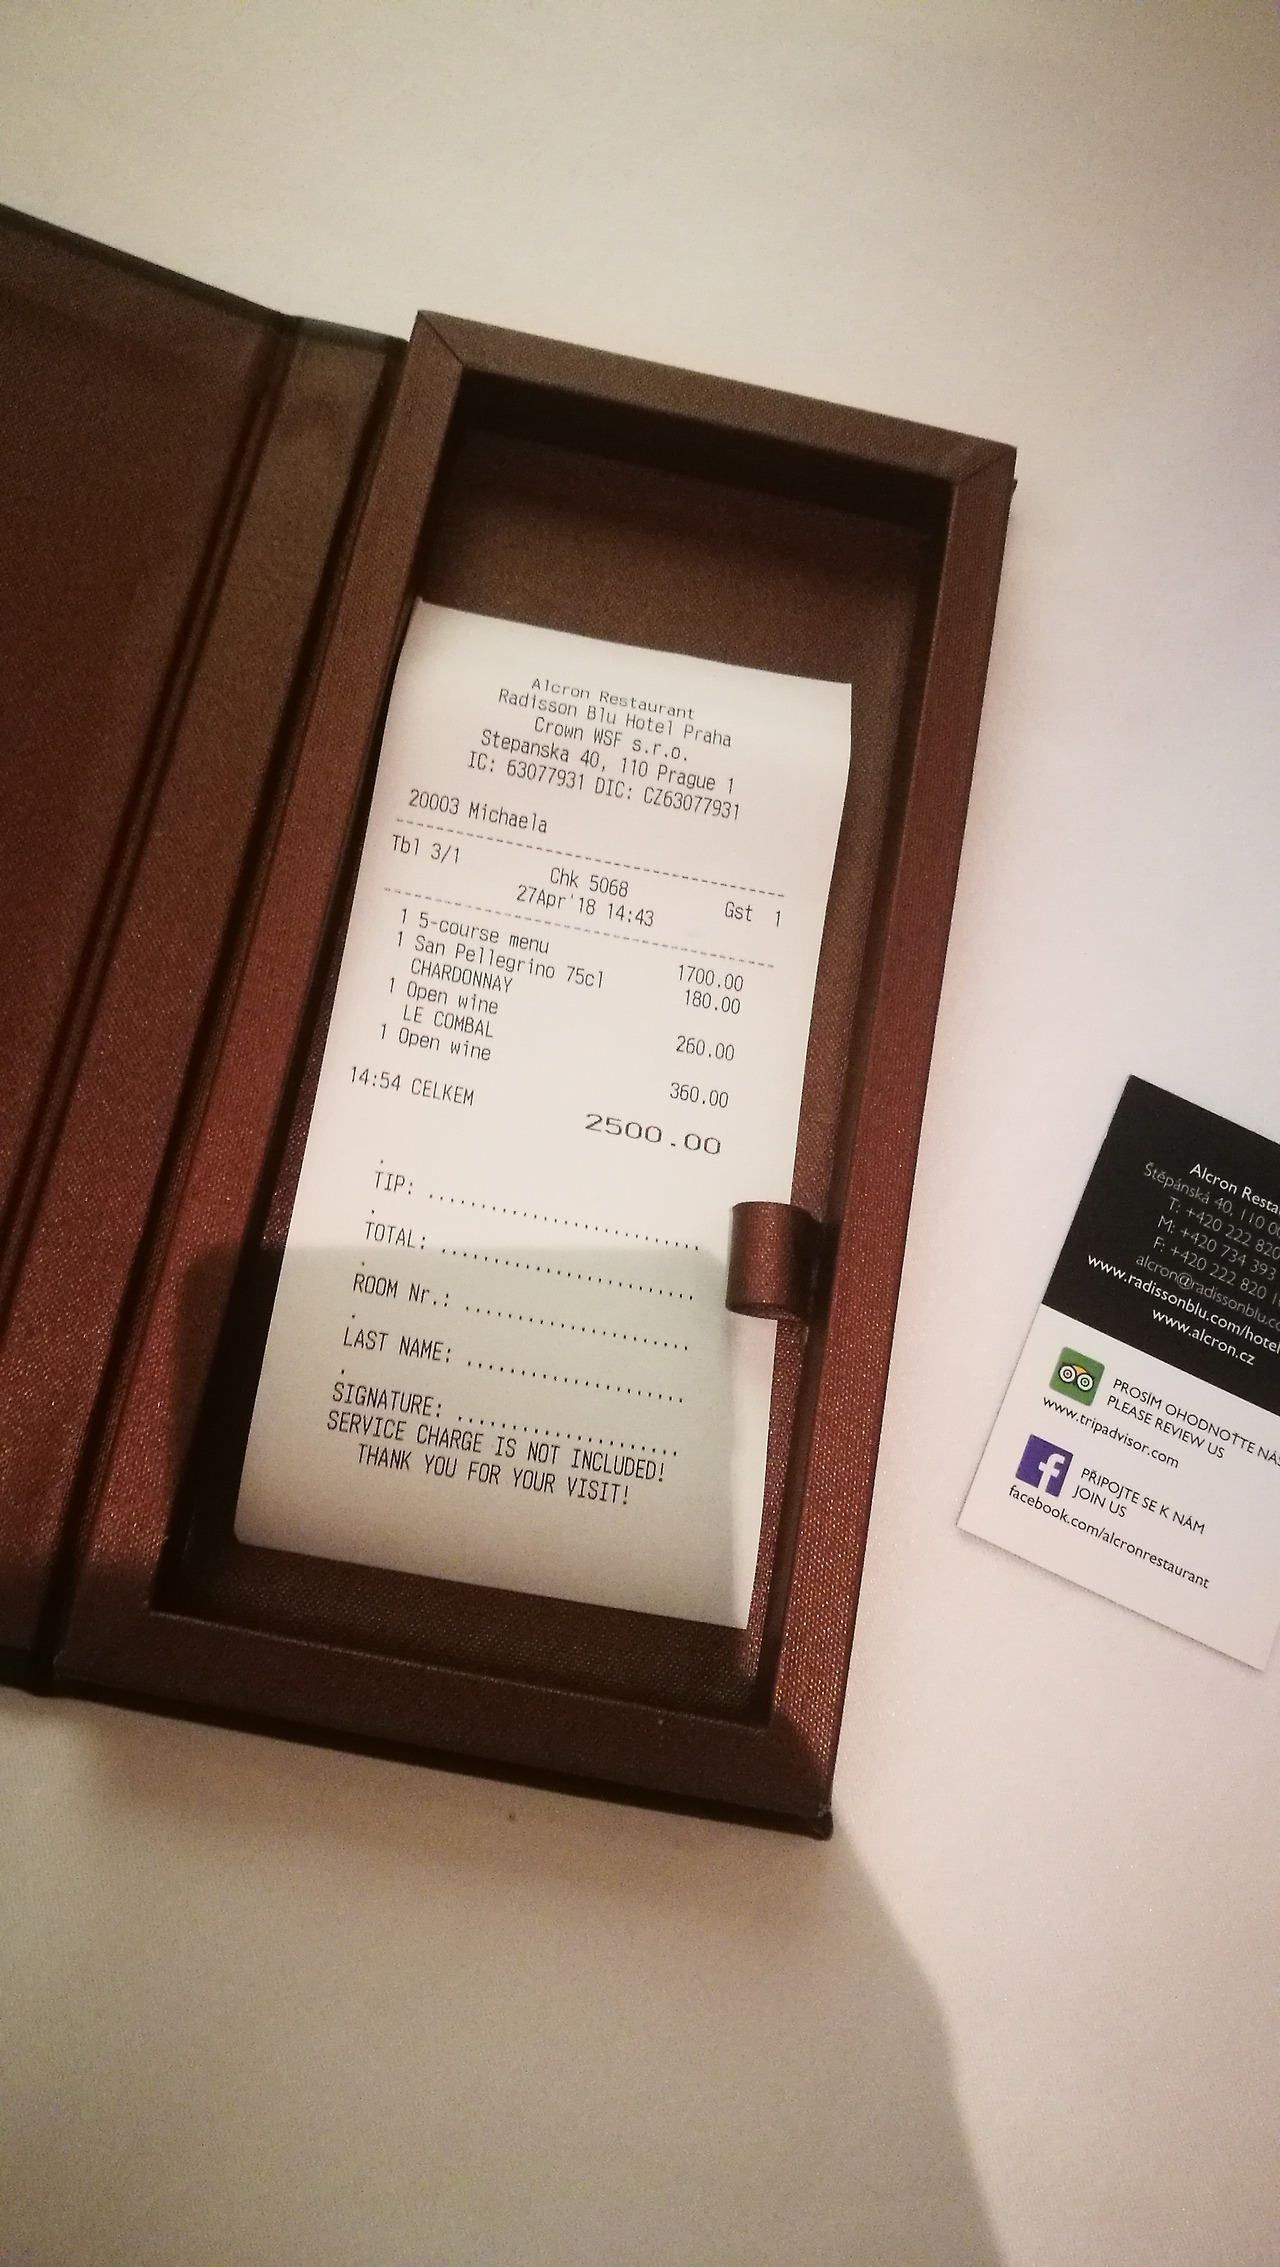 Alcron Restaurant
Radisson Blu Hotel Praha
Crown WSF s.r.o.
Stepanska 40, 110 Prague 1
IC: 63077931 DIC: CZ63077931
20003 Michaela
Tbl 3/1 Chk 5068 Gst 1
27Apr'18 14:43
1 5-course menu 1700.00
1 San Pellegrino 75cl 180.00
CHARDONNAY
1 Open wine 260.00
LE COMBAL
1 Open wine 360.00
14:54 CELKEM 2500.00
.
TIP: ..............................
.
TOTAL: ............................
.
ROOM Nr.: .........................
.
LAST NAME: ........................
.
SIGNATURE: ........................
SERVICE CHARGE IS NOT INCLUDED!
THANK YOU FOR YOUR VISIT!
Alcron
Štěpánská 40, 110
T: +420 222 820
M: +420 734 393
F: +420 222 820
www.radissonblu.com/hotel
www.alcron.cz
PROSÍM OHODNOŤTE
PLEASE REVIEW US
www.tripadvisor.com
f
PŘIPOJTE SE K NÁM
JOIN US
facebook.com/alcronrestaurant